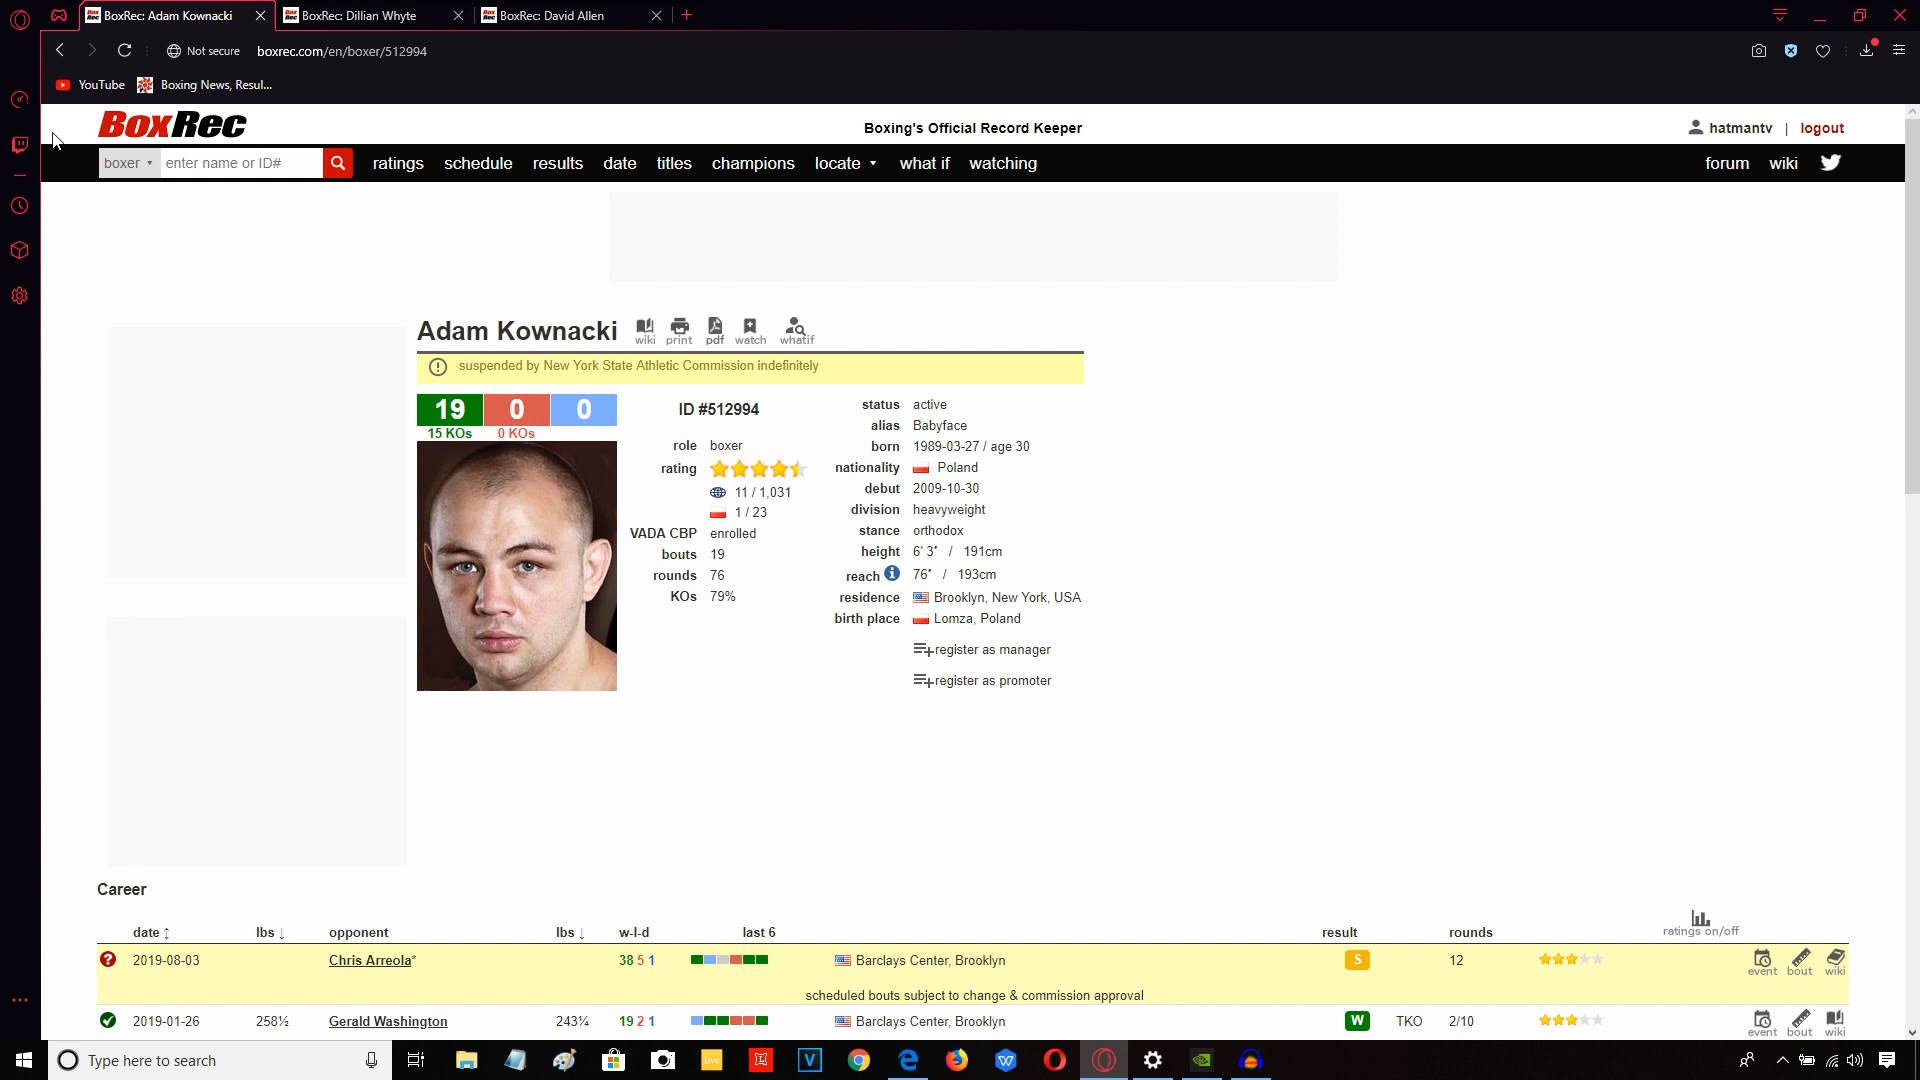 BoxRec: Adam Kownacki
BoxRec: Dillian Whyte
BoxRec: David Allen
Not secure
boxrec.com/en/boxer/512994
YouTube
Boxing News, Resul...
BoxRec
Boxing's Official Record Keeper
hatmantv | logout
boxer
enter name or ID#
ratings schedule results date titles champions locate what if watching
forum wiki
Adam Kownacki
wiki print pdf watch whatif
suspended by New York State Athletic Commission indefinitely
19 0 0
15 KOs 0 KOs
ID #512994
role boxer
rating
11 / 1,031
1 / 23
VADA CBP enrolled
bouts 19
rounds 76
KOs 79%
status active
alias Babyface
born 1989-03-27 / age 30
nationality Poland
debut 2009-10-30
division heavyweight
stance orthodox
height 6' 3" / 191cm
reach 76" / 193cm
residence Brooklyn, New York, USA
birth place Lomza, Poland
register as manager
register as promoter
Career
ratings on/off
date lbs opponent lbs w-l-d last 6 result rounds
2019-08-03 Chris Arreola* 38 5 1 Barclays Center, Brooklyn S 12 event bout wiki
scheduled bouts subject to change & commission approval
2019-01-26 258½ Gerald Washington 243¼ 19 2 1 Barclays Center, Brooklyn W TKO 2/10 event bout wiki
Type here to search